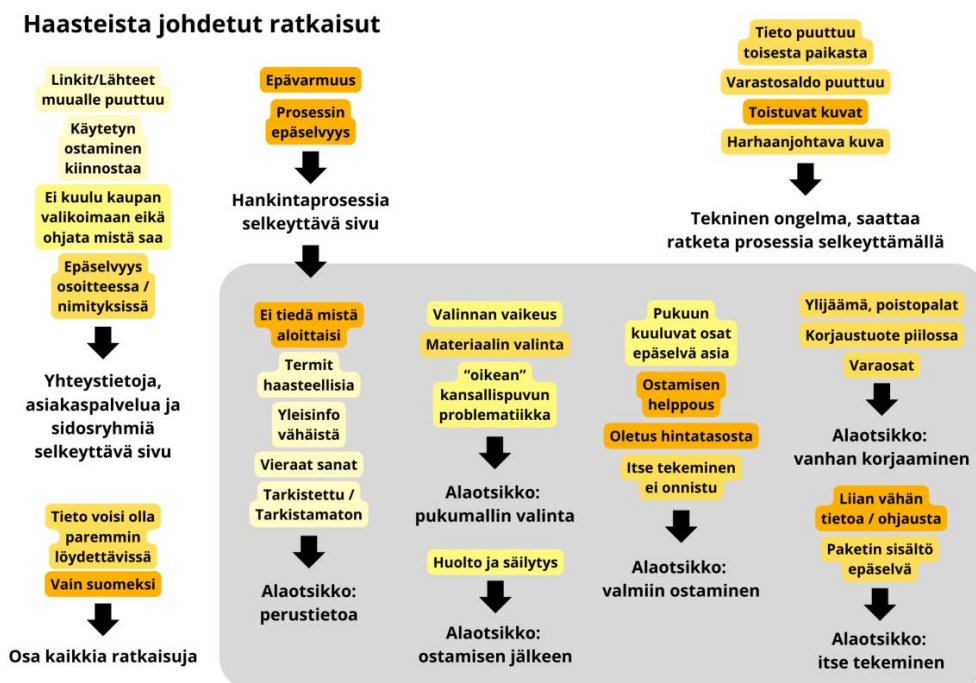 Haasteista johdetut ratkaisut
Linkit/Lähteet
muualle puuttuu
Käytetyn
ostaminen
kiinnostaa
Ei kuulu kaupan
valikoimaan eikä
ohjata mistä saa
Epäselvyys
osoitteessa /
nimityksissä
Yhteystietoja,
asiakaspalvelua ja
sidosryhmiä
selkeyttävä sivu
Tieto voisi olla
paremmin
löydettävissä
Vain suomeksi
Osa kaikkia ratkaisuja
Epävarmuus
Prosessin
epäselvyys
Hankintaprosessia
selkeyttävä sivu
Tieto puuttuu
toisesta paikasta
Varastosaldo puuttuu
Toistuvat kuvat
Harhaanjohtava kuva
Tekninen ongelma, saattaa
ratketa prosessia selkeyttämällä
Ei tiedä mistä
aloittaisi
Termit
haasteellisia
Yleisinfo
vähäistä
Vieraat sanat
Tarkistettu /
Tarkistamaton
Alaotsikko:
perustietoa
Valinnan vaikeus
Materiaalin valinta
“oikean”
kansallispuvun
problematiikka
Alaotsikko:
pukumallin valinta
Huolto ja säilytys
Alaotsikko:
ostamisen jälkeen
Pukuun
kuuluvat osat
epäselvä asia
Ostamisen
helppous
Oletus hintatasosta
Itse tekeminen
ei onnistu
Alaotsikko:
valmiin ostaminen
Ylijäämä, poistopalat
Korjaustuote piilossa
Varaosat
Alaotsikko:
vanhan korjaaminen
Liian vähän
tietoa / ohjausta
Paketin sisältö
epäselvä
Alaotsikko:
itse tekeminen